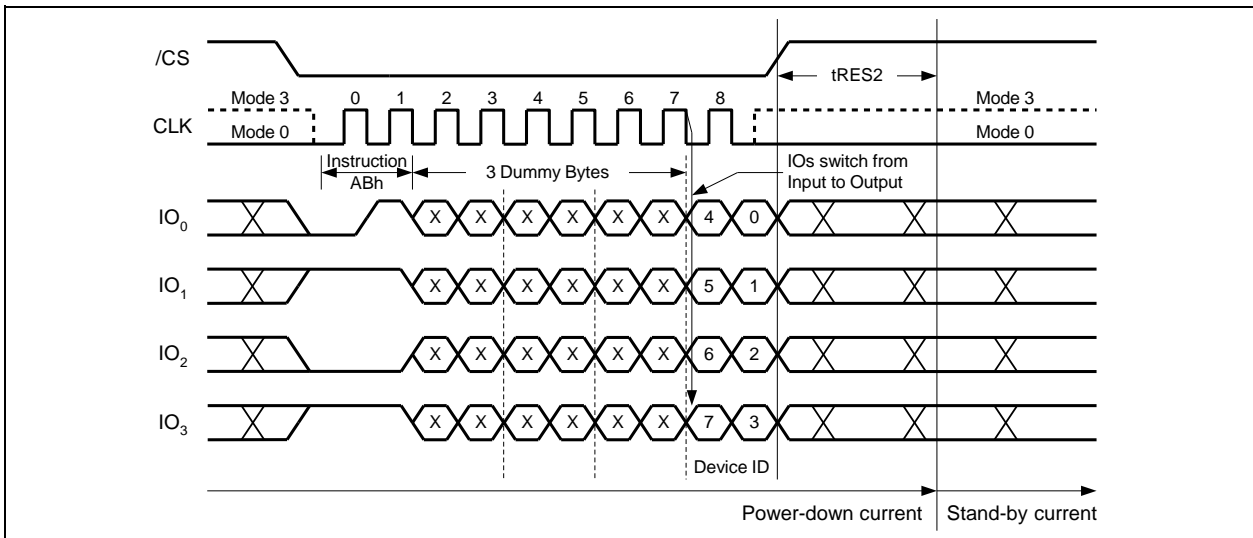 /CS
tRES2
Mode 3 0 1 2 3 4 5 6 7 8 Mode 3
CLK
Mode 0 Mode 0
Instruction
ABh
3 Dummy Bytes
IOs switch from
Input to Output
IO0 X X X X X X 4 0
IO1 X X X X X X 5 1
IO2 X X X X X X 6 2
IO3 X X X X X X 7 3
Device ID
Power-down current Stand-by current